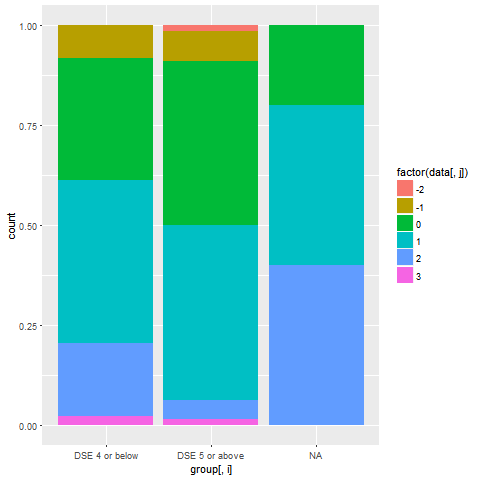 1.00
0.75
0.50
0.25
0.00
count
DSE 4 or below
DSE 5 or above
NA
group[, i]
factor(data[, j])
-2
-1
0
1
2
3